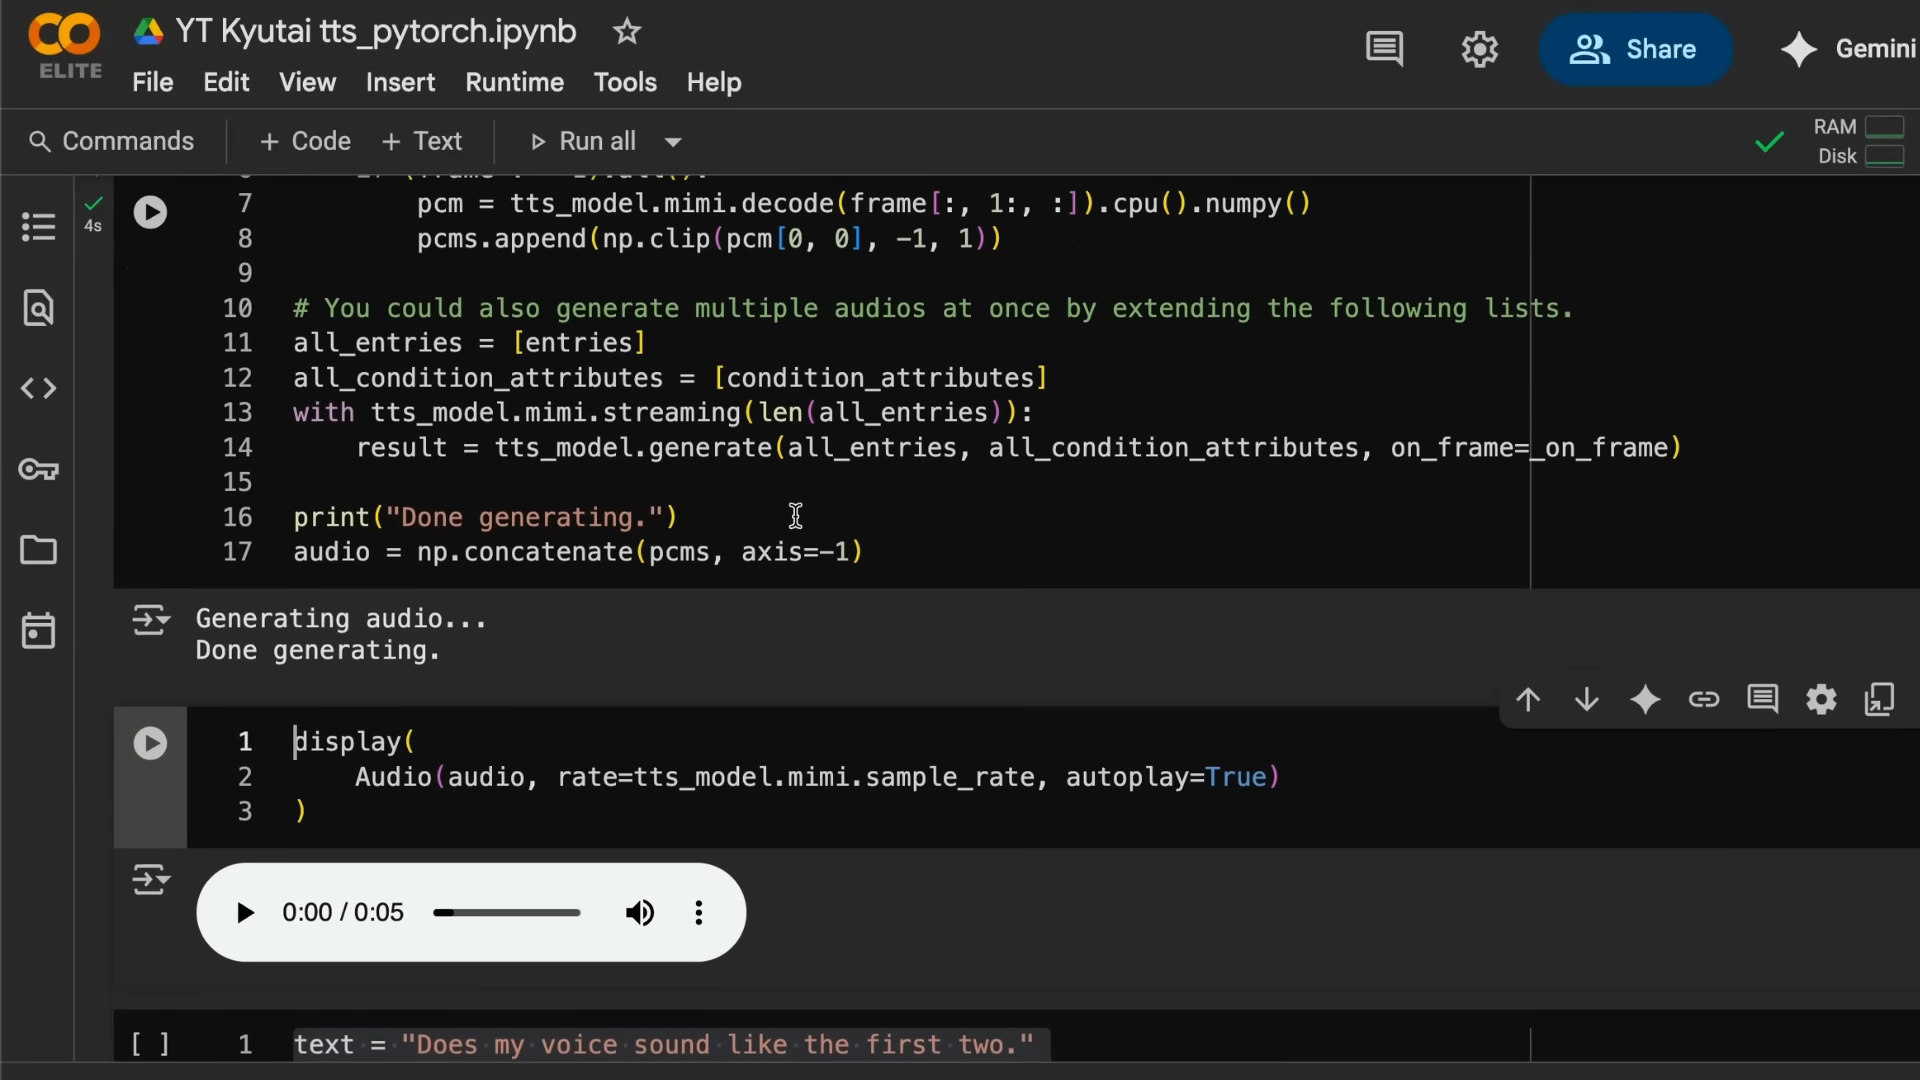 YT Kyutai tts_pytorch.ipynb
ELITE
File Edit View Insert Runtime Tools Help
Share
Gemini
Commands + Code + Text Run all
RAM
Disk
4s
7 pcm = tts_model.mimi.decode(frame[:, 1:, :]).cpu().numpy()
8 pcms.append(np.clip(pcm[0, 0], -1, 1))
9
10 # You could also generate multiple audios at once by extending the following lists.
11 all_entries = [entries]
12 all_condition_attributes = [condition_attributes]
13 with tts_model.mimi.streaming(len(all_entries)):
14 result = tts_model.generate(all_entries, all_condition_attributes, on_frame=_on_frame)
15
16 print("Done generating.")
17 audio = np.concatenate(pcms, axis=-1)
Generating audio...
Done generating.
1 display(
2 Audio(audio, rate=tts_model.mimi.sample_rate, autoplay=True)
3 )
0:00 / 0:05
[ ] 1 text = "Does my voice sound like the first two."